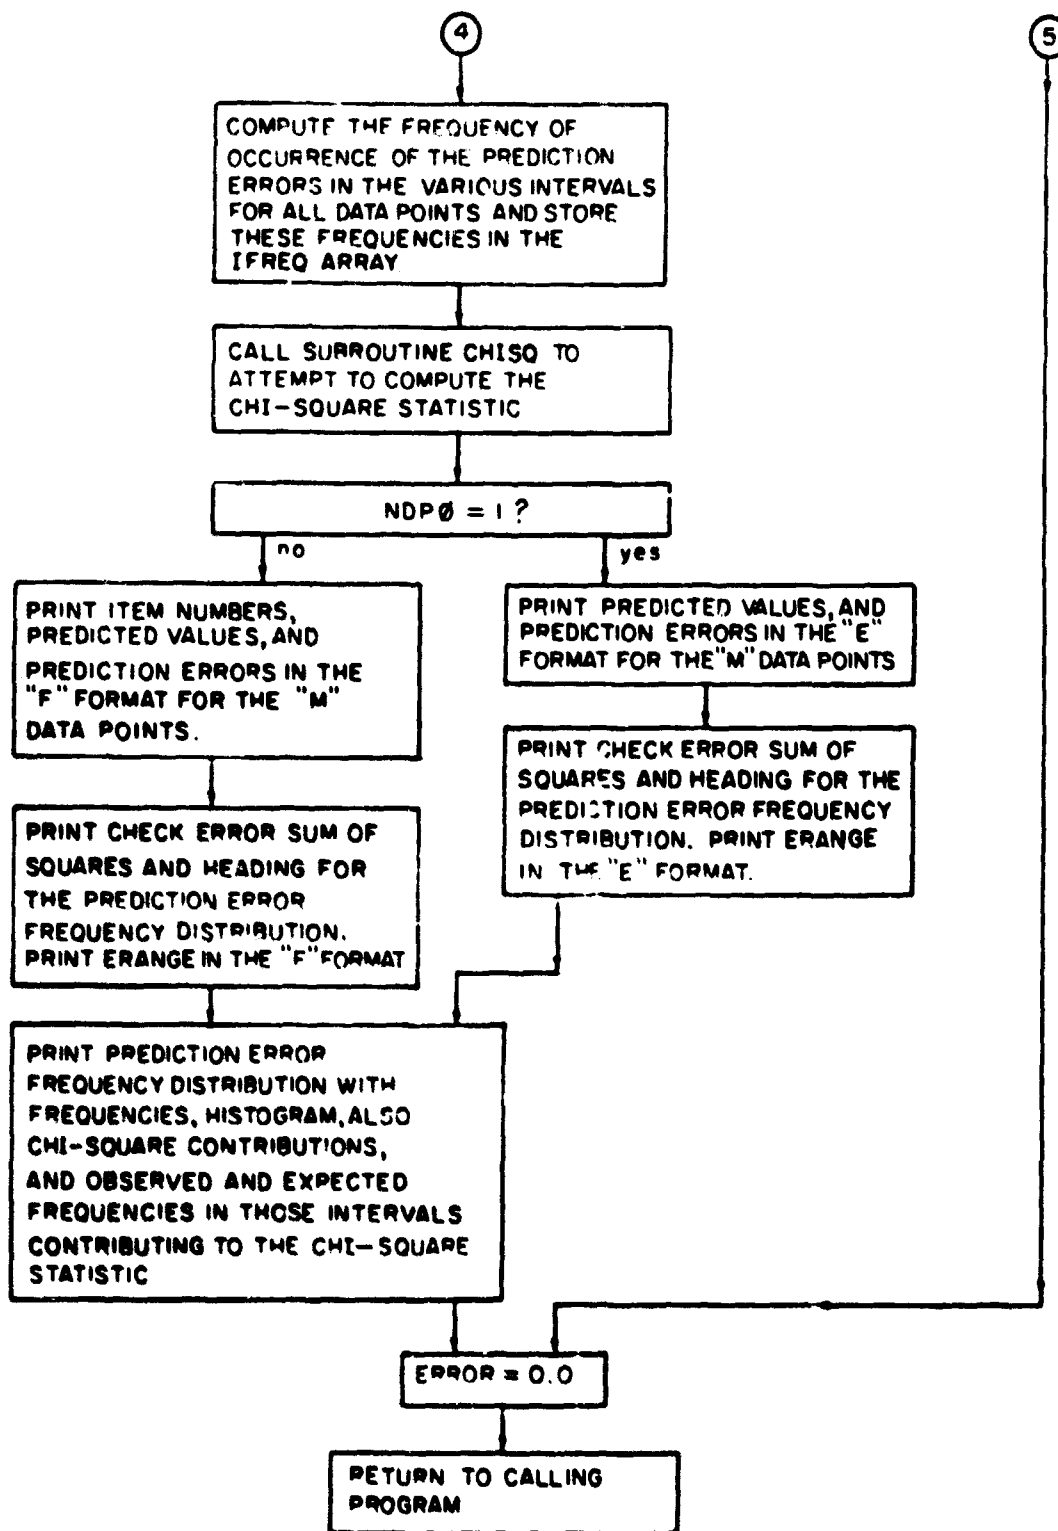 4
5
COMPUTE THE FREQUENCY OF
OCCURRENCE OF THE PREDICTION
ERRORS IN THE VARIOUS INTERVALS
FOR ALL DATA POINTS AND STORE
THESE FREQUENCIES IN THE
IFREQ ARRAY
CALL SUBROUTINE CHISQ TO
ATTEMPT TO COMPUTE THE
CHI-SQUARE STATISTIC
NDPØ = 1 ?
no
yes
PRINT ITEM NUMBERS,
PREDICTED VALUES, AND
PREDICTION ERRORS IN THE
"F" FORMAT FOR THE "M"
DATA POINTS.
PRINT PREDICTED VALUES, AND
PREDICTION ERRORS IN THE "E"
FORMAT FOR THE "M" DATA POINTS
PRINT CHECK ERROR SUM OF
SQUARES AND HEADING FOR
THE PREDICTION ERROR
FREQUENCY DISTRIBUTION.
PRINT ERANGE IN THE "F" FORMAT
PRINT CHECK ERROR SUM OF
SQUARES AND HEADING FOR THE
PREDICTION ERROR FREQUENCY
DISTRIBUTION. PRINT ERANGE
IN THE "E" FORMAT.
PRINT PREDICTION ERROR
FREQUENCY DISTRIBUTION WITH
FREQUENCIES, HISTOGRAM, ALSO
CHI-SQUARE CONTRIBUTIONS,
AND OBSERVED AND EXPECTED
FREQUENCIES IN THOSE INTERVALS
CONTRIBUTING TO THE CHI-SQUARE
STATISTIC
ERROR = 0.0
RETURN TO CALLING
PROGRAM